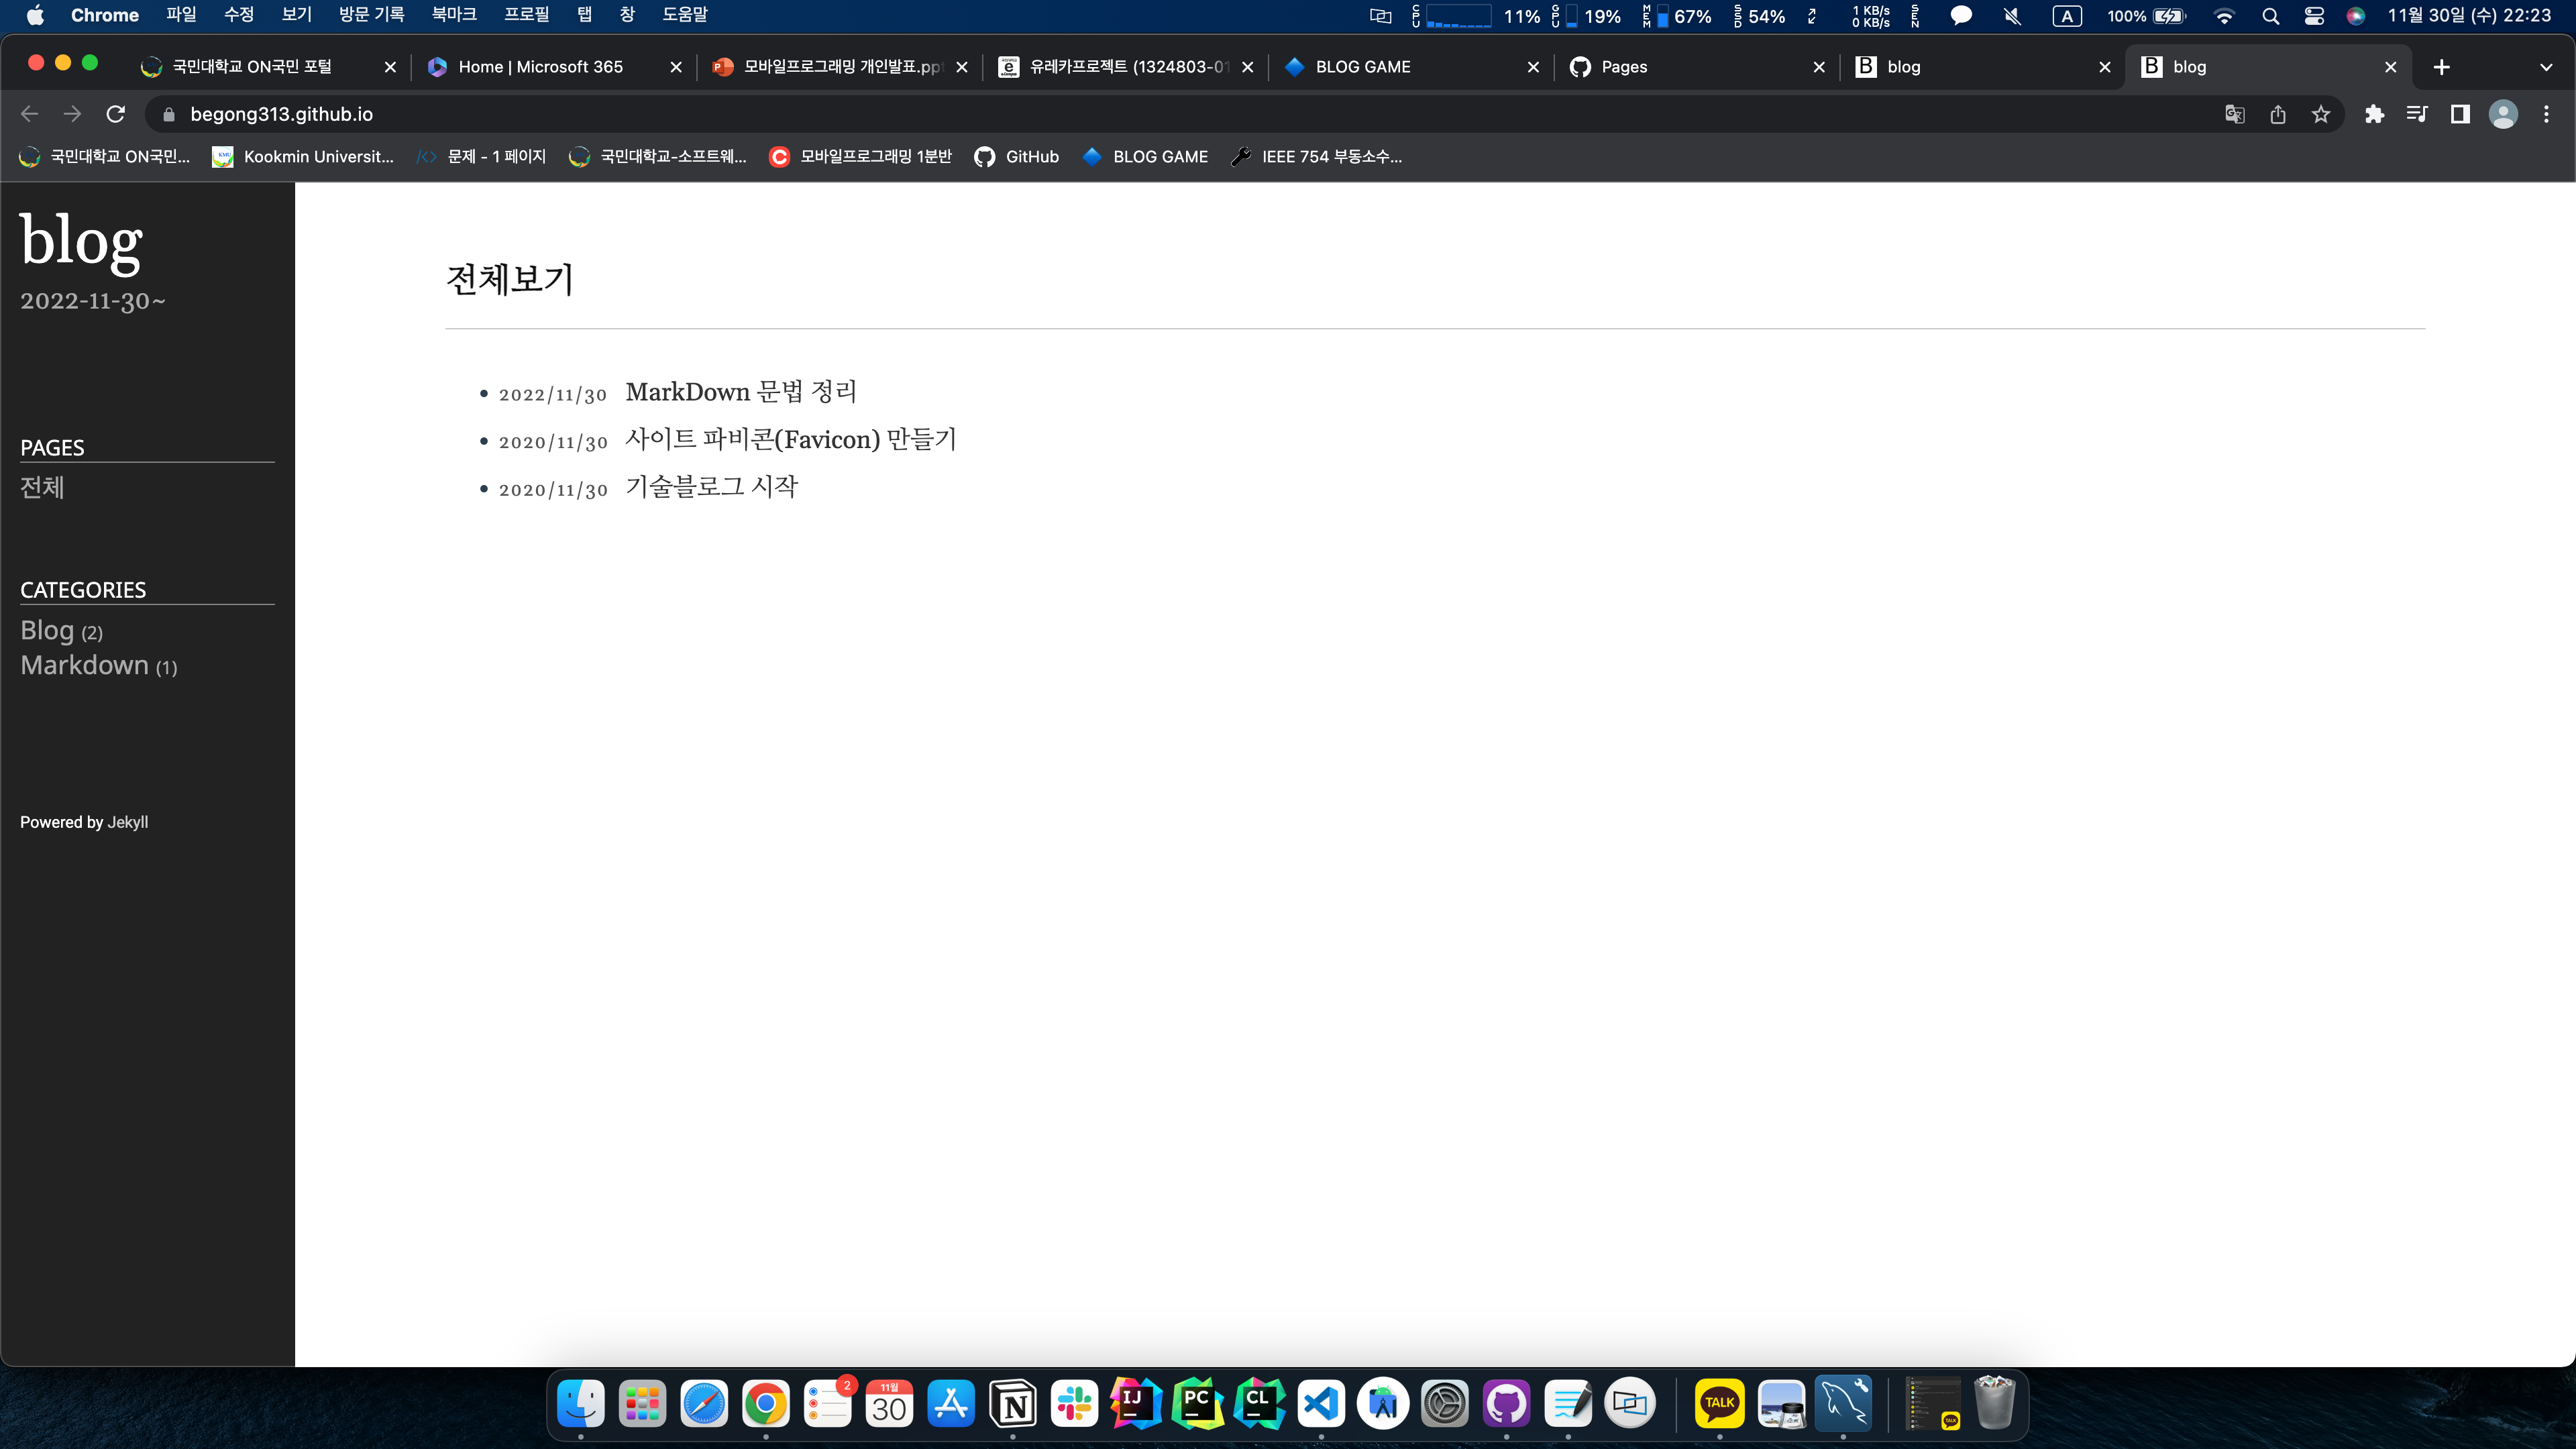 Chrome 파일 수정 보기 방문 기록 북마크 프로필 탭 창 도움말 CPU 11% GPU 19% MEM 67% SSD 54% 1 KB/s 0 KB/s SEN A 100% 11월 30일 (수) 22:23
국민대학교 ON국민 포털 Home | Microsoft 365 모바일프로그래밍 개인발표.ppt 유레카프로젝트 (1324803-01 BLOG GAME Pages blog blog
begong313.github.io
국민대학교 ON국민... Kookmin Universit... 문제 - 1 페이지 국민대학교-소프트웨... 모바일프로그래밍 1분반 GitHub BLOG GAME IEEE 754 부동소수...
blog
2022-11-30~
PAGES
전체
CATEGORIES
Blog (2)
Markdown (1)
Powered by Jekyll
전체보기
2022/11/30 MarkDown 문법 정리
2020/11/30 사이트 파비콘(Favicon) 만들기
2020/11/30 기술블로그 시작
2 11월 30 IJ PC CL TALK